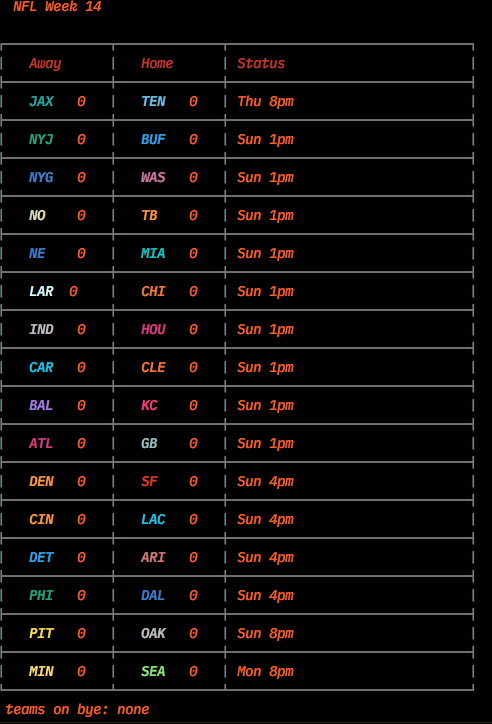 NFL Week 14
Away Home Status
JAX 0 TEN 0 Thu 8pm
NYJ 0 BUF 0 Sun 1pm
NYG 0 WAS 0 Sun 1pm
NO 0 TB 0 Sun 1pm
NE 0 MIA 0 Sun 1pm
LAR 0 CHI 0 Sun 1pm
IND 0 HOU 0 Sun 1pm
CAR 0 CLE 0 Sun 1pm
BAL 0 KC 0 Sun 1pm
ATL 0 GB 0 Sun 1pm
DEN 0 SF 0 Sun 4pm
CIN 0 LAC 0 Sun 4pm
DET 0 ARI 0 Sun 4pm
PHI 0 DAL 0 Sun 4pm
PIT 0 OAK 0 Sun 8pm
MIN 0 SEA 0 Mon 8pm
teams on bye: none